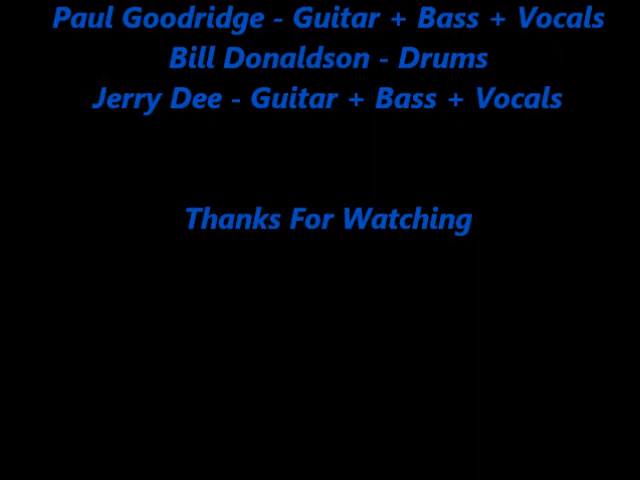 Paul Goodridge - Guitar + Bass + Vocals
Bill Donaldson - Drums
Jerry Dee - Guitar + Bass + Vocals
Thanks For Watching